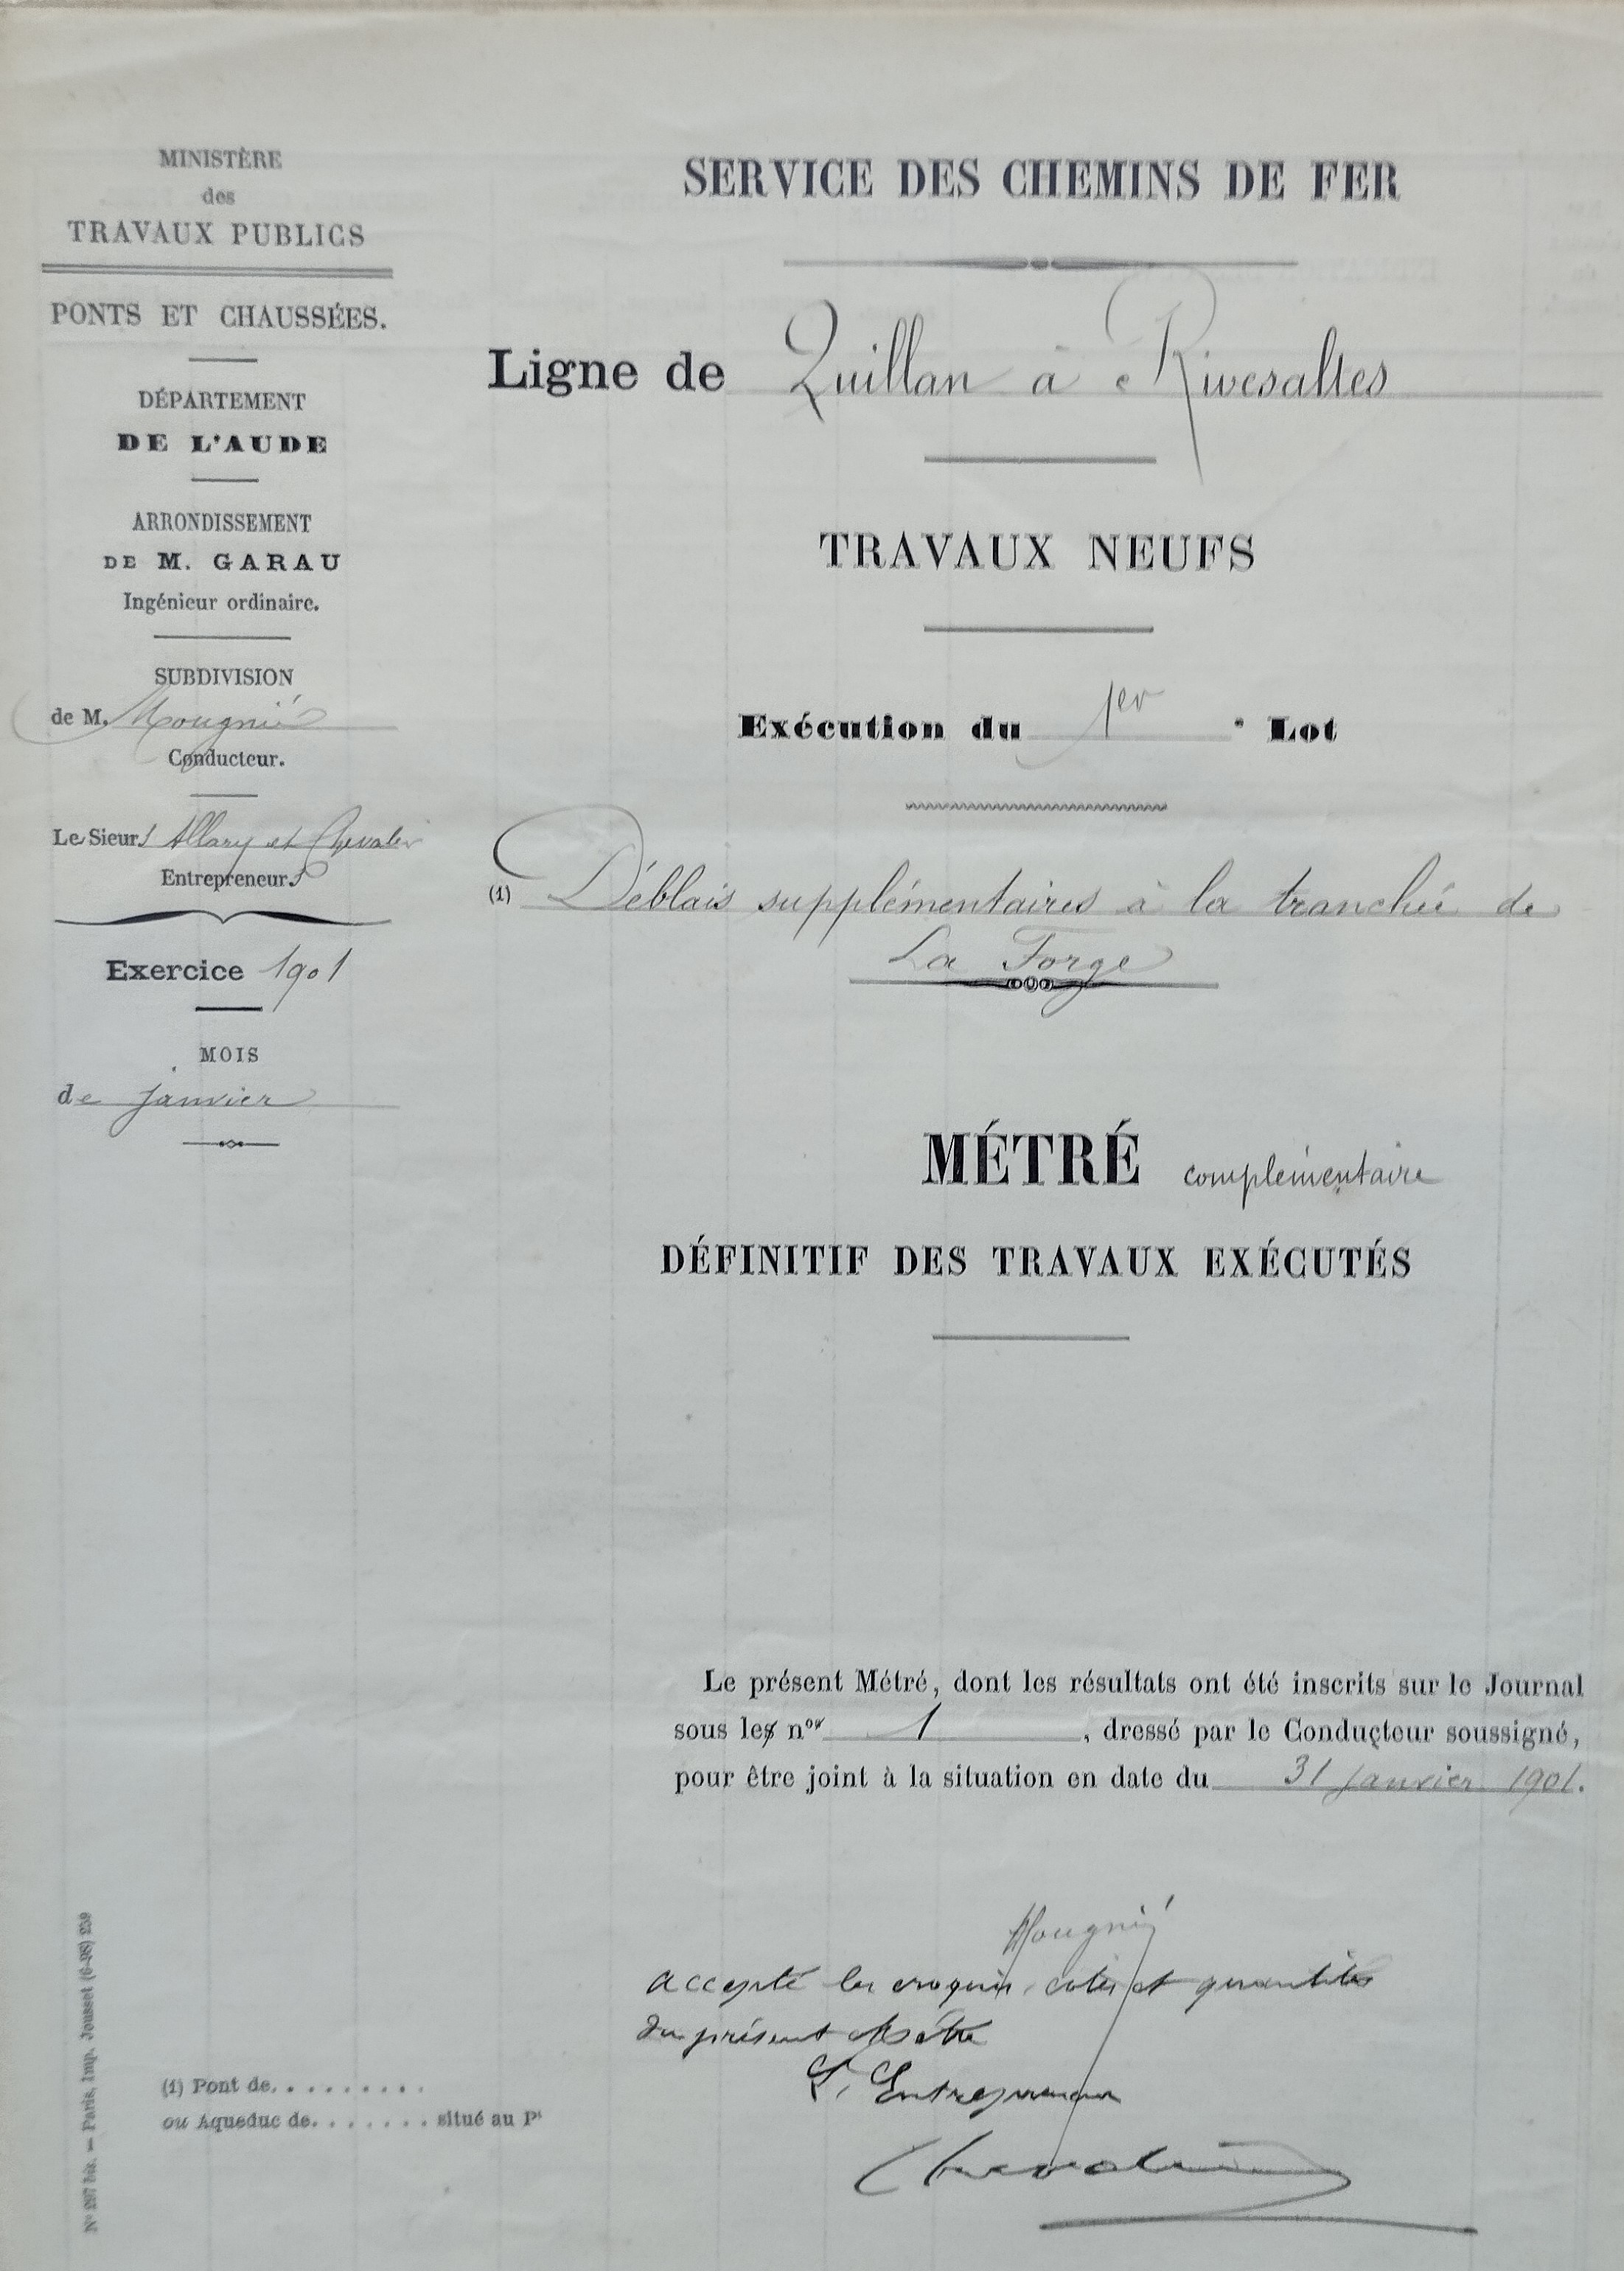 MINISTÈRE
des
TRAVAUX PUBLICS
PONTS ET CHAUSSÉES.
DÉPARTEMENT
DE L'AUDE
ARRONDISSEMENT
DE M. GARAU
Ingénieur ordinaire.
SUBDIVISION
de M. Mougnié
Conducteur.
Les Sieurs Allary et Chevalier
Entrepreneurs
Exercice 1901
MOIS
de janvier
SERVICE DES CHEMINS DE FER
Ligne de Quillan à Rivesaltes
TRAVAUX NEUFS
Exécution du 1er Lot
(1) Déblais supplémentaires à la tranchée de
La Forge
MÉTRÉ complémentaire
DÉFINITIF DES TRAVAUX EXÉCUTÉS
Le présent Métré, dont les résultats ont été inscrits sur le Journal
sous les nos 1, dressé par le Conducteur soussigné,
pour être joint à la situation en date du 31 janvier 1901.
Mougnié
accepté les croquis, cotes et quantités
du présent Métré
L'Entrepreneur
Chevalier
(1) Pont de.........
ou Aqueduc de....... situé au Pt
No 207 bis. — Paris, Imp. Jousset (6-98) 259